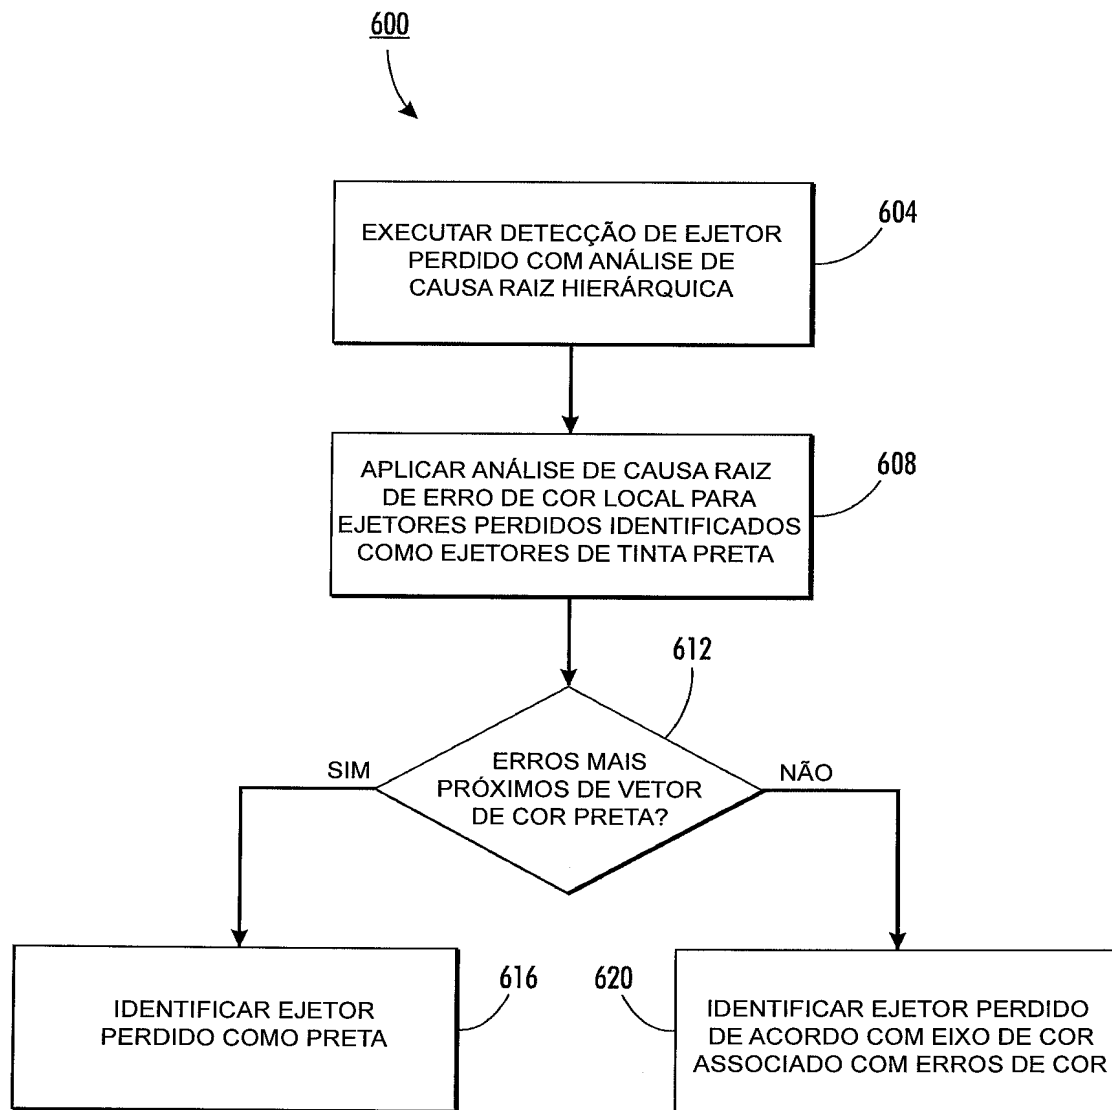 600
EXECUTAR DETECÇÃO DE EJETOR
PERDIDO COM ANÁLISE DE
CAUSA RAIZ HIERÁRQUICA
604
APLICAR ANÁLISE DE CAUSA RAIZ
DE ERRO DE COR LOCAL PARA
EJETORES PERDIDOS IDENTIFICADOS
COMO EJETORES DE TINTA PRETA
608
612
ERROS MAIS
PRÓXIMOS DE VETOR
DE COR PRETA?
SIM
NÃO
IDENTIFICAR EJETOR
PERDIDO COMO PRETA
616
620
IDENTIFICAR EJETOR PERDIDO
DE ACORDO COM EIXO DE COR
ASSOCIADO COM ERROS DE COR